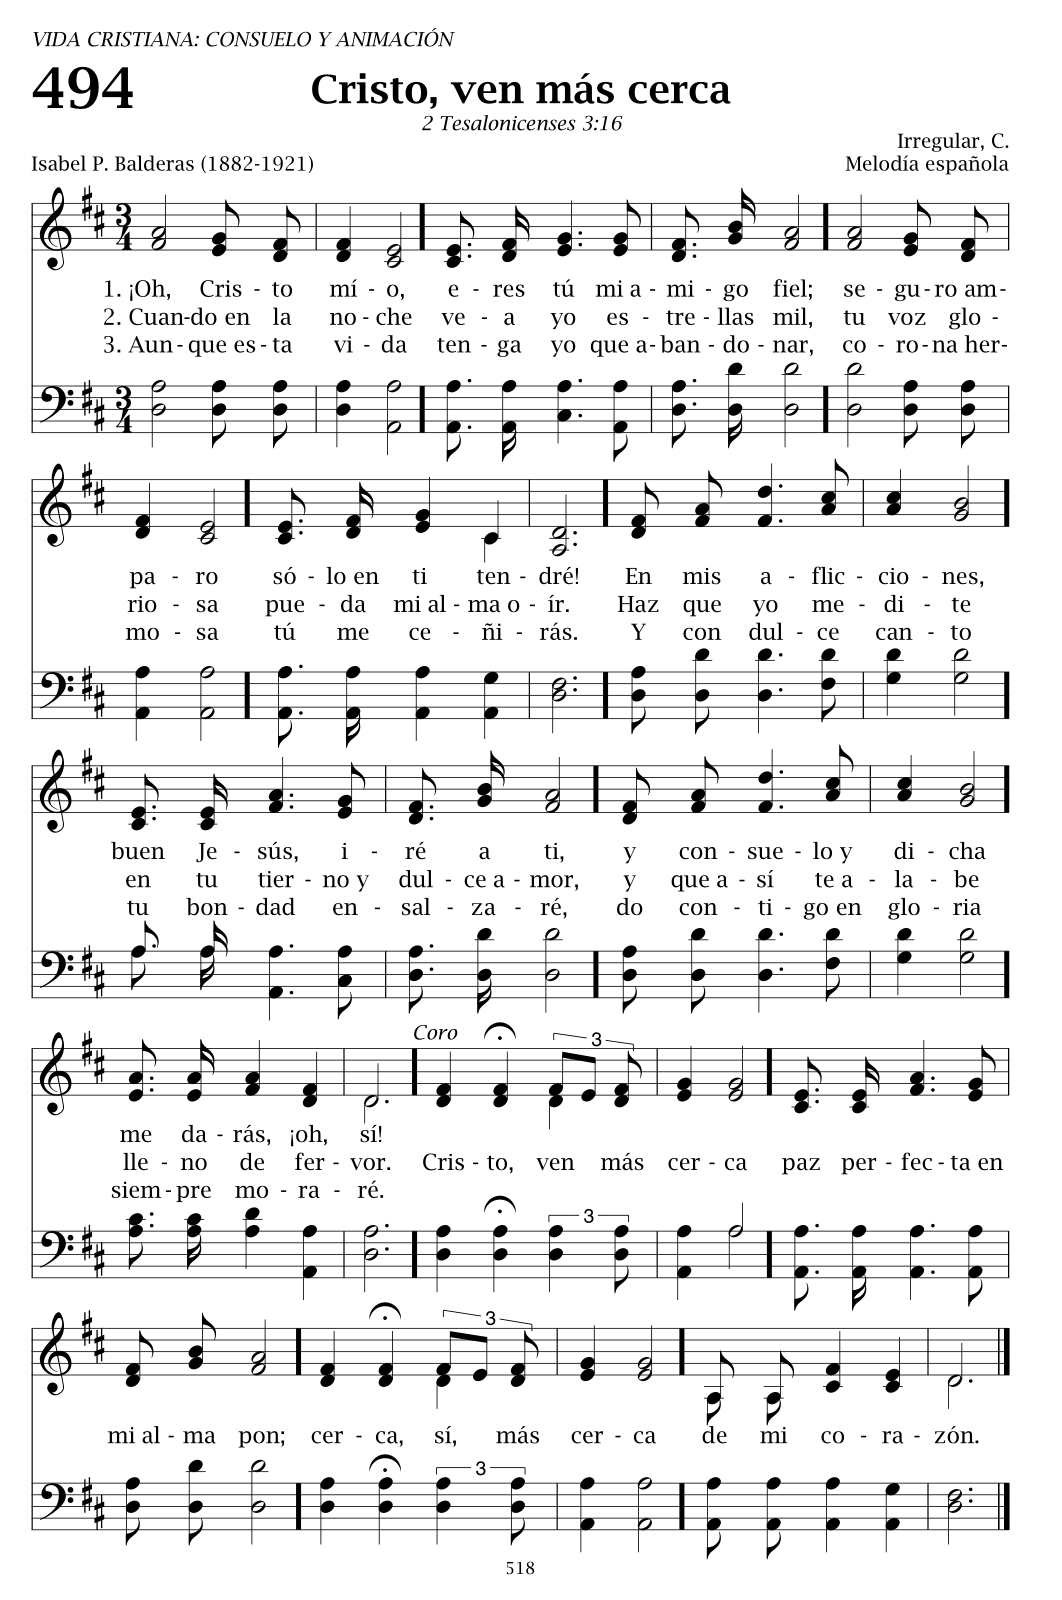 VIDA CRISTIANA: CONSUELO Y ANIMACIÓN
494
Cristo, ven más cerca
2 Tesalonicenses 3:16
Irregular, C.
Isabel P. Balderas (1882-1921)
Melodía española
1. ¡Oh, Cris - to mí - o, e - res tú mi a - mi - go fiel; se - gu - ro am-
2. Cuan-do en la no - che ve - a yo es - tre - llas mil, tu voz glo -
3. Aun - que es - ta vi - da ten - ga yo que a - ban - do - nar, co - ro - na her-
pa - ro só - lo en ti ten - dré! En mis a - flic - cio - nes,
rio - sa pue - da mi al - ma o - ír. Haz que yo me - di - te
mo - sa tú me ce - ñi - rás. Y con dul - ce can - to
buen Je - sús, i - ré a ti, y con - sue - lo y di - cha
en tu tier - no y dul - ce a - mor, y que a - sí te a - la - be
tu bon - dad en - sal - za - ré, do con - ti - go en glo - ria
Coro
3
me da - rás, ¡oh, sí!
lle - no de fer - vor. Cris - to, ven más cer - ca paz per - fec - ta en
siem - pre mo - ra - ré.
3
3
mi al - ma pon; cer - ca, sí, más cer - ca de mi co - ra - zón.
3
518